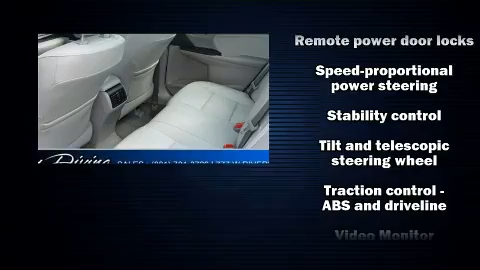 Remote power door locks
Speed-proportional
power steering
Stability control
Tilt and telescopic
steering wheel
Traction control -
ABS and driveline
Video Monitor
Driving